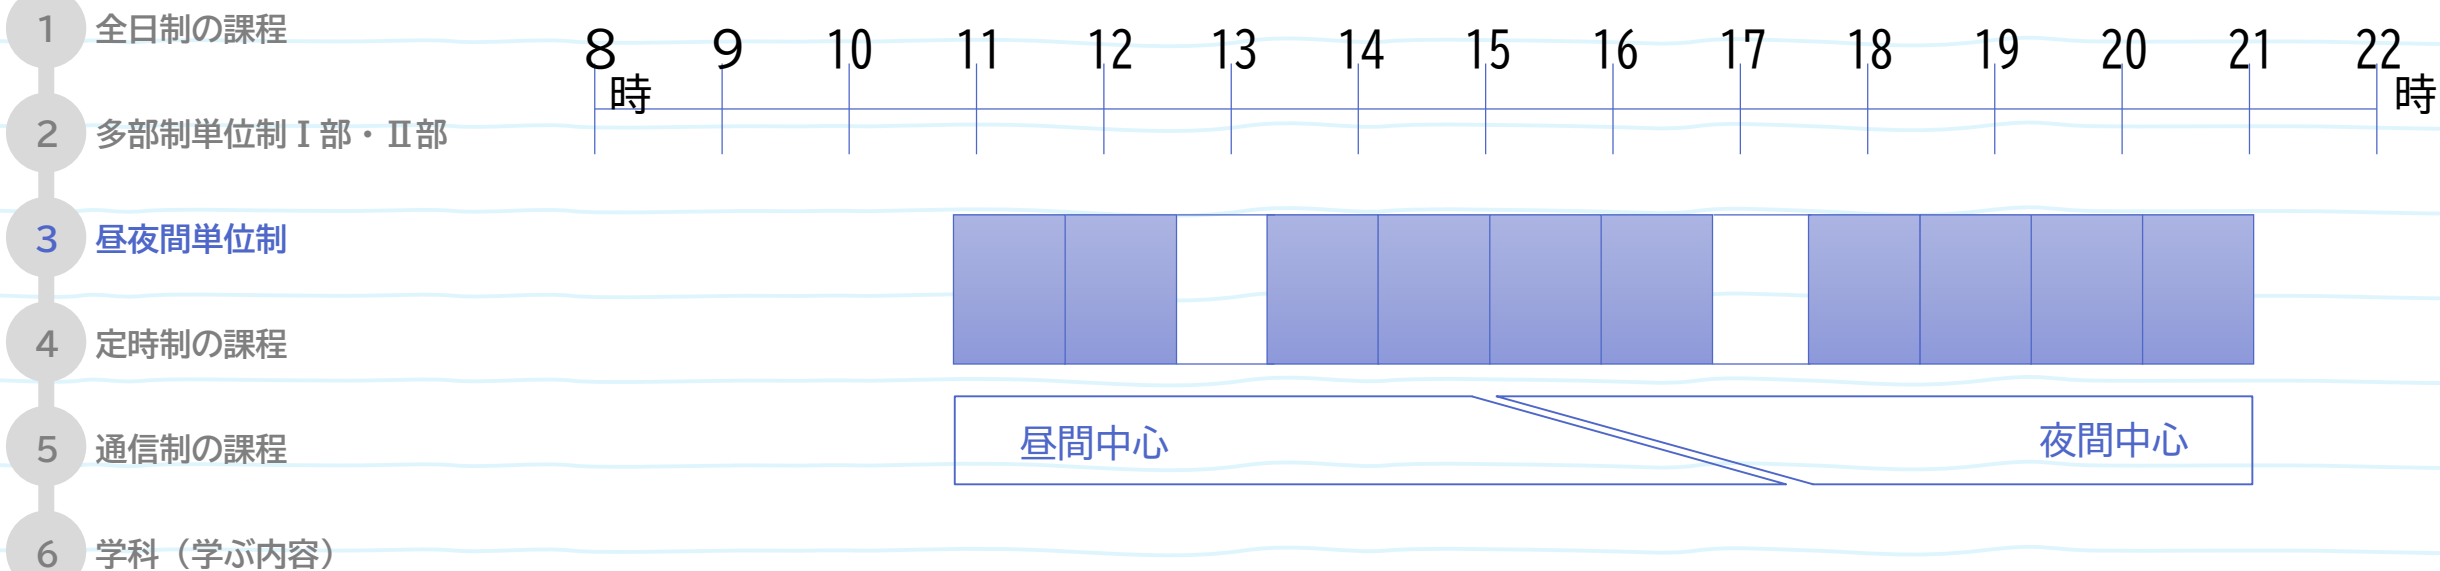 1 全日制の課程
2 多部制単位制Ⅰ部・Ⅱ部
3 昼夜間単位制
4 定時制の課程
5 通信制の課程
6 学科（学ぶ内容）
8 9 10 11 12 13 14 15 16 17 18 19 20 21 22
時 時
昼間中心 夜間中心